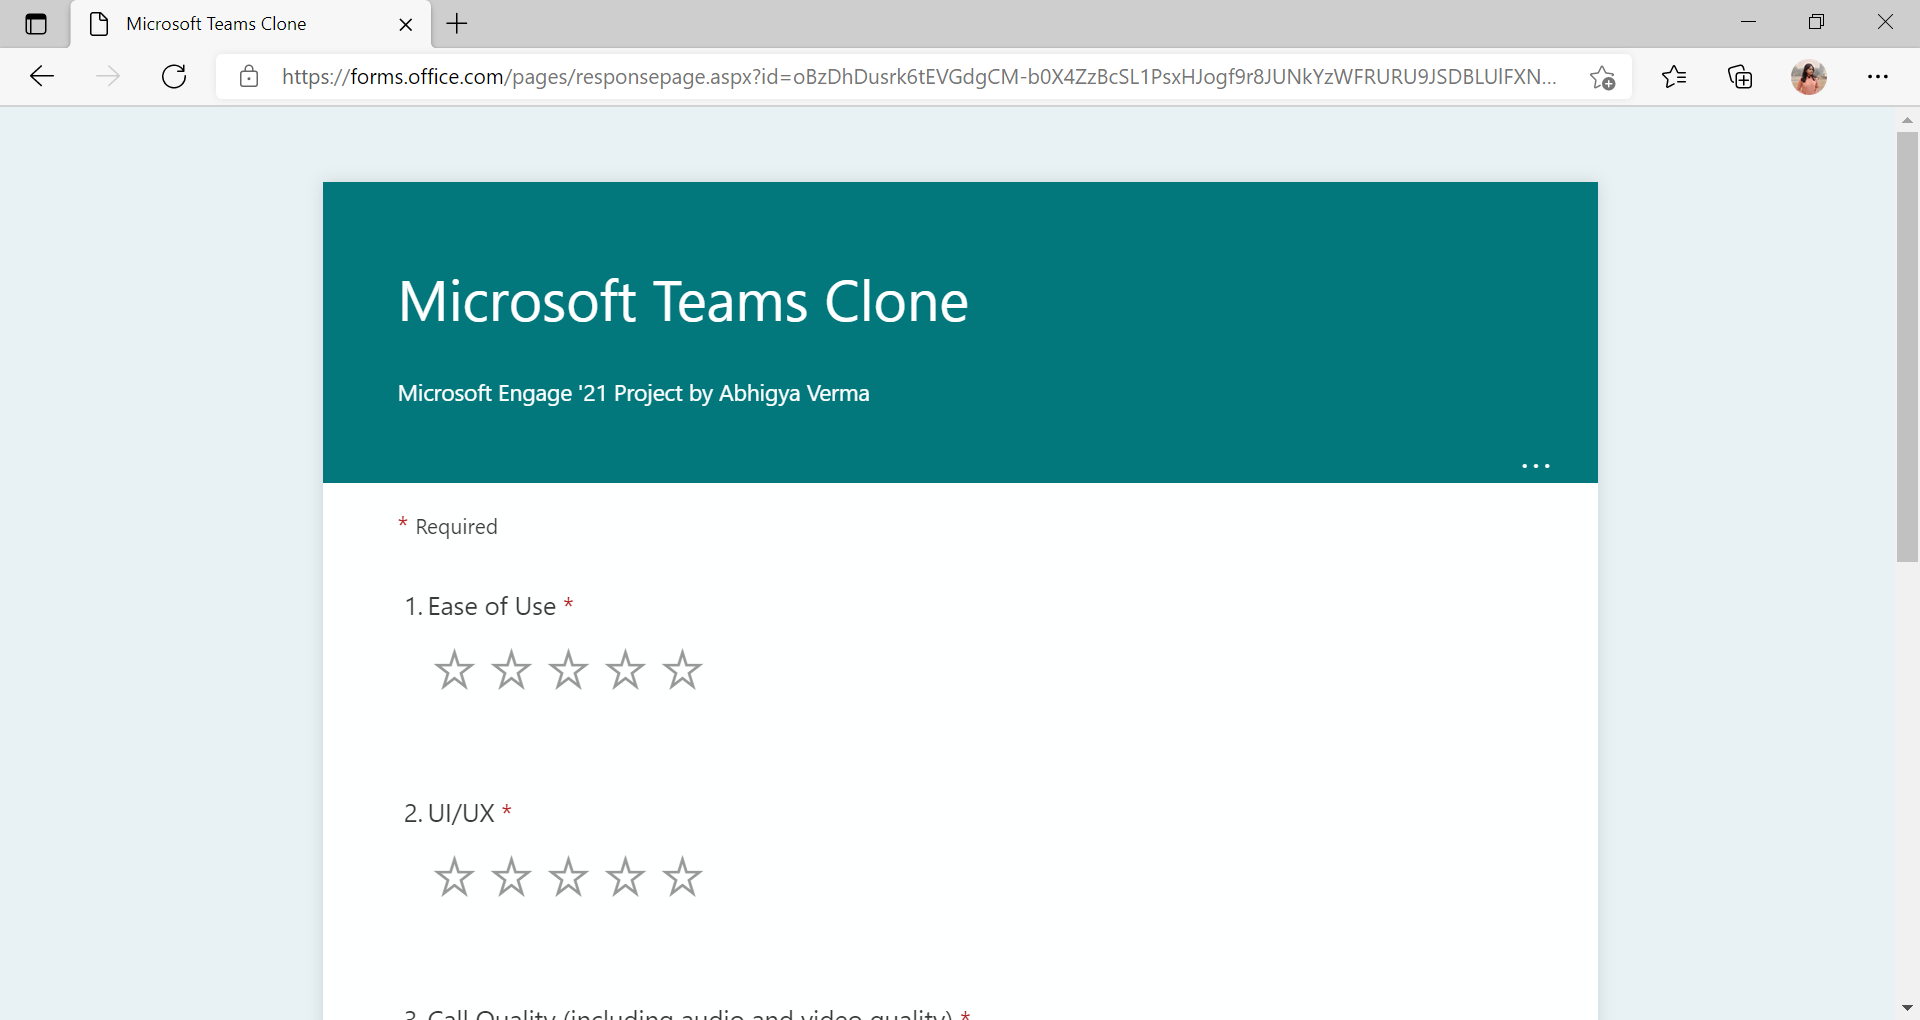 Microsoft Teams Clone
https://forms.office.com/pages/responsepage.aspx?id=oBzDhDusrk6tEVGdgCM-b0X4ZzBcSL1PsxHJogf9r8JUNkYzWFRURU9JSDBLUlFXN...
Microsoft Teams Clone
Microsoft Engage '21 Project by Abhigya Verma
...
* Required
1. Ease of Use *
2. UI/UX *
3. Call Quality (including audio and video quality) *